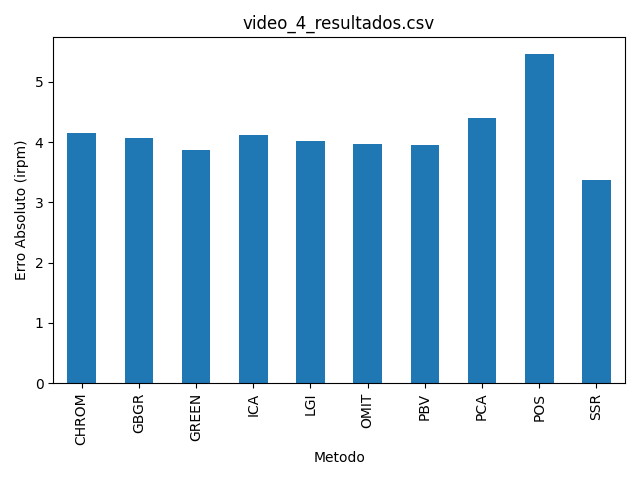 video_4_resultados.csv
Erro Absoluto (irpm)
5
4
3
2
1
0
CHROM
GBGR
GREEN
ICA
LGI
OMIT
PBV
PCA
POS
SSR
Metodo